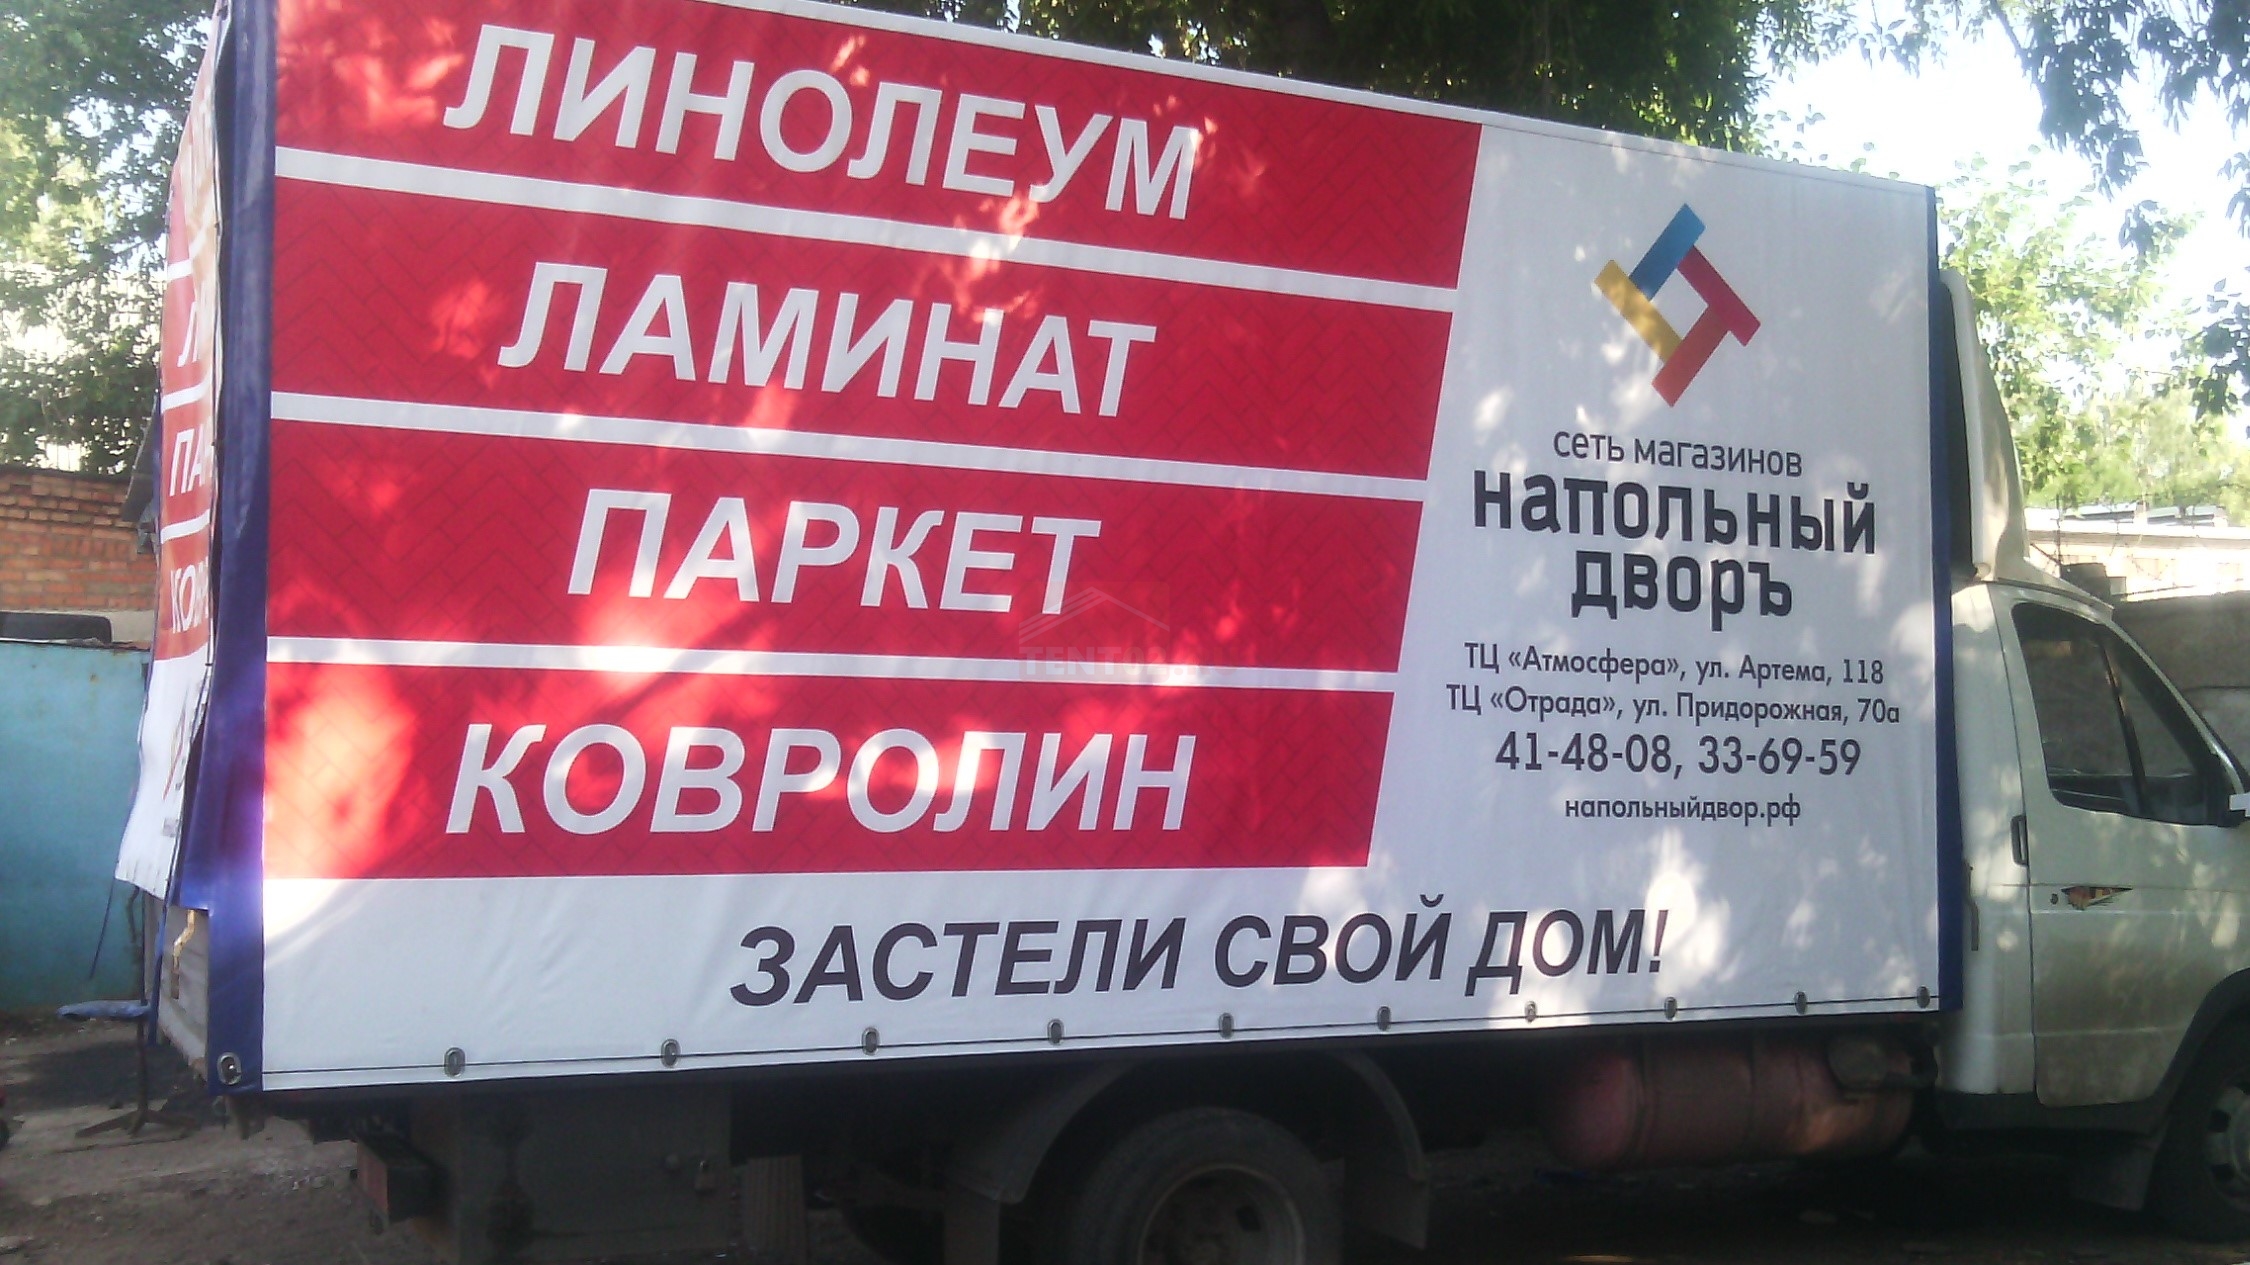 ЛИНОЛЕУМ
ЛАМИНАТ
ПАРКЕТ
КОВРОЛИН
сеть магазинов
напольный
дворъ
ТЦ «Атмосфера», ул. Артема, 118
ТЦ «Отрада», ул. Придорожная, 70а
41-48-08, 33-69-59
напольныйдвор.рф
ЗАСТЕЛИ СВОЙ ДОМ!